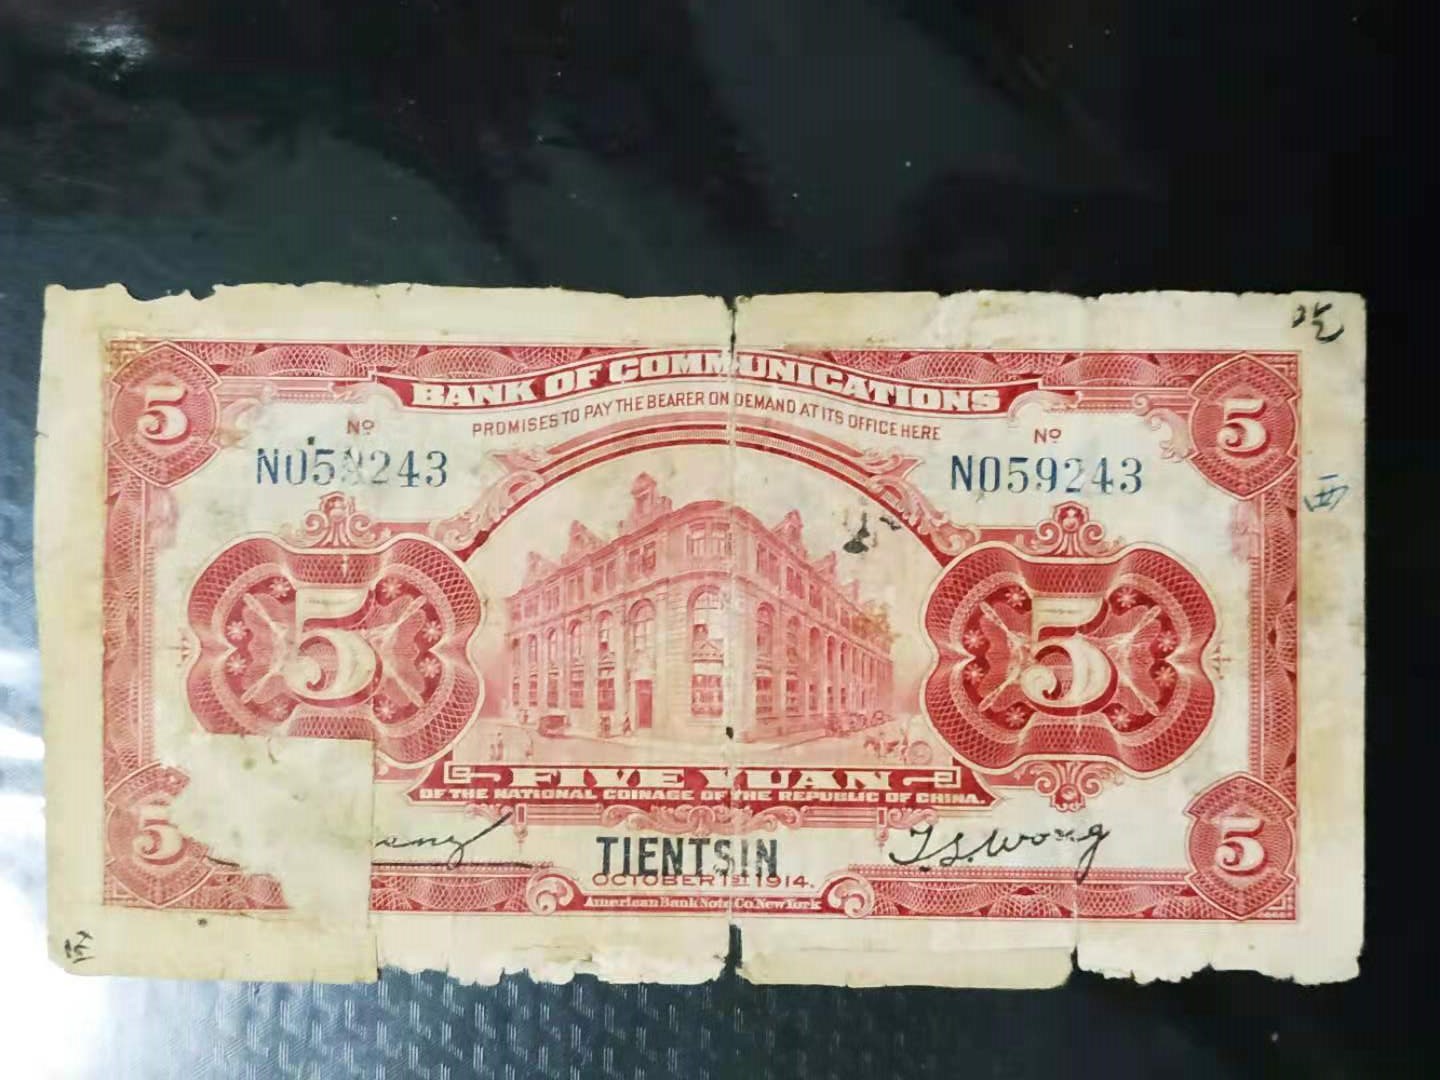 吃
5 BANK OF COMMUNICATIONS 5
PROMISES TO PAY THE BEARER ON DEMAND AT ITS OFFICE HERE
Nº Nº
N059243 N059243
西
5 5
FIVE YUAN
OF THE NATIONAL COINAGE OF THE REPUBLIC OF CHINA.
5 TIENTSIN T.S. Wong 5
OCTOBER 1ST 1914.
American Bank Note Co. New York